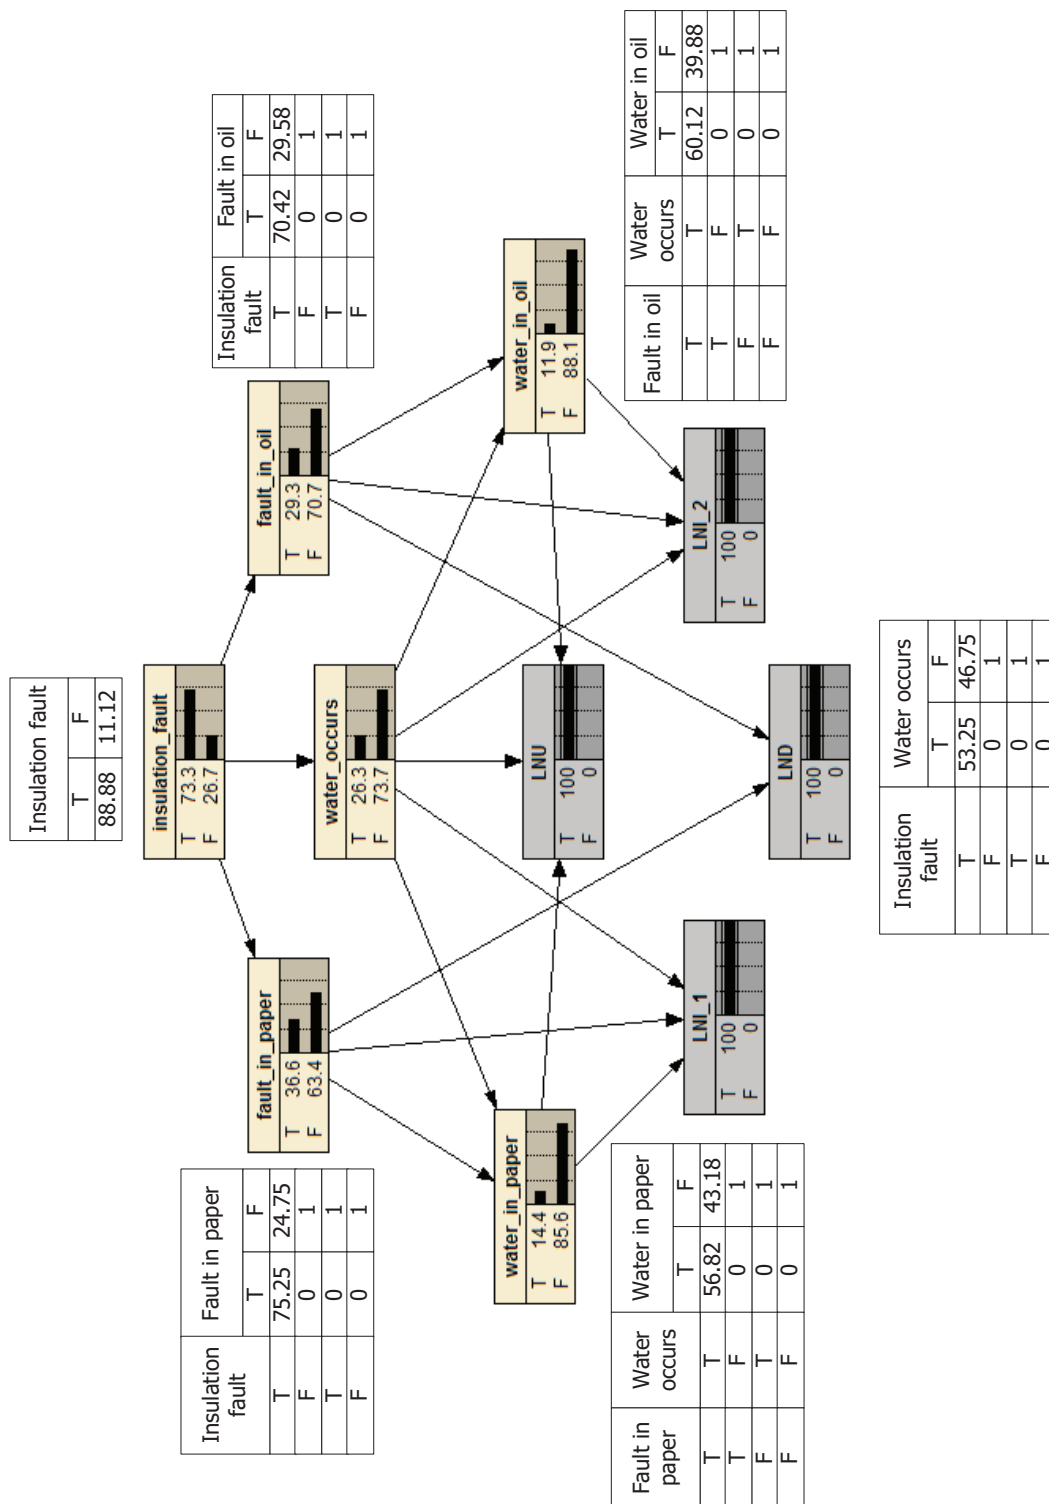 Insulation fault
T F
88.88 11.12
Insulation fault Fault in paper
T F
T 75.25 24.75
F 0 1
T 0 1
F 0 1
Insulation fault Fault in oil
T F
T 70.42 29.58
F 0 1
T 0 1
F 0 1
insulation_fault
T 73.3
F 26.7
fault_in_paper
T 36.6
F 63.4
fault_in_oil
T 29.3
F 70.7
water_occurs
T 26.3
F 73.7
water_in_paper
T 14.4
F 85.6
LNU
T 100
F 0
water_in_oil
T 11.9
F 88.1
Fault in paper Water occurs Water in paper
T F
T T 56.82 43.18
T F 0 1
F T 0 1
F F 0 1
LNI_1
T 100
F 0
LND
T 100
F 0
LNI_2
T 100
F 0
Fault in oil Water occurs Water in oil
T F
T T 60.12 39.88
T F 0 1
F T 0 1
F F 0 1
Insulation fault Water occurs
T F
T 53.25 46.75
F 0 1
T 0 1
F 0 1